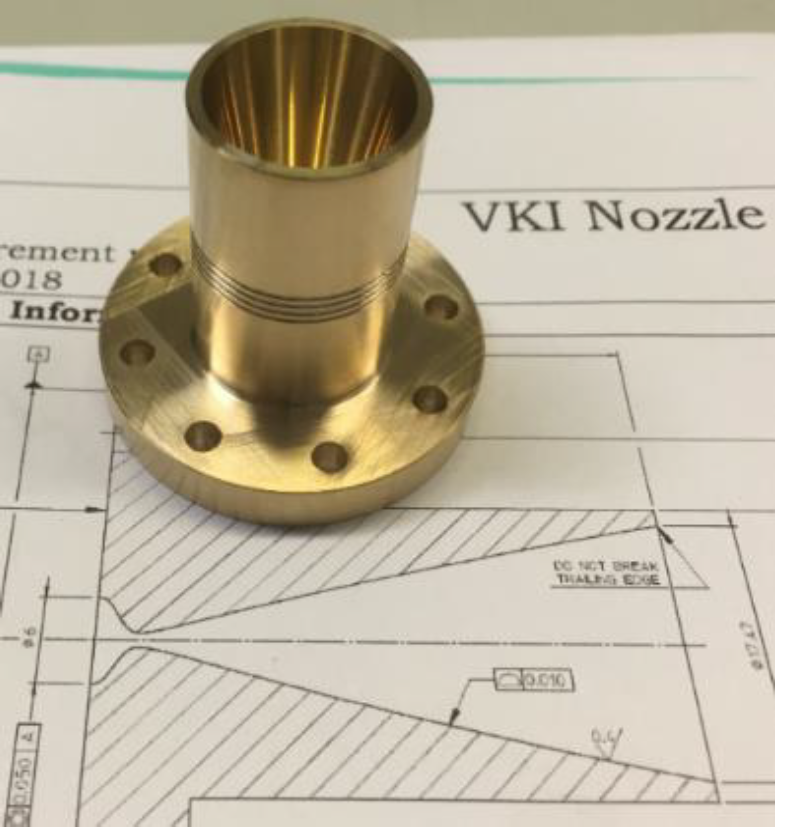 VKI Nozzle
rement
018
Infor
A
DO NOT BREAK
TRAILING EDGE
ø6
ø17.47
0.010
0.4
0.050 A